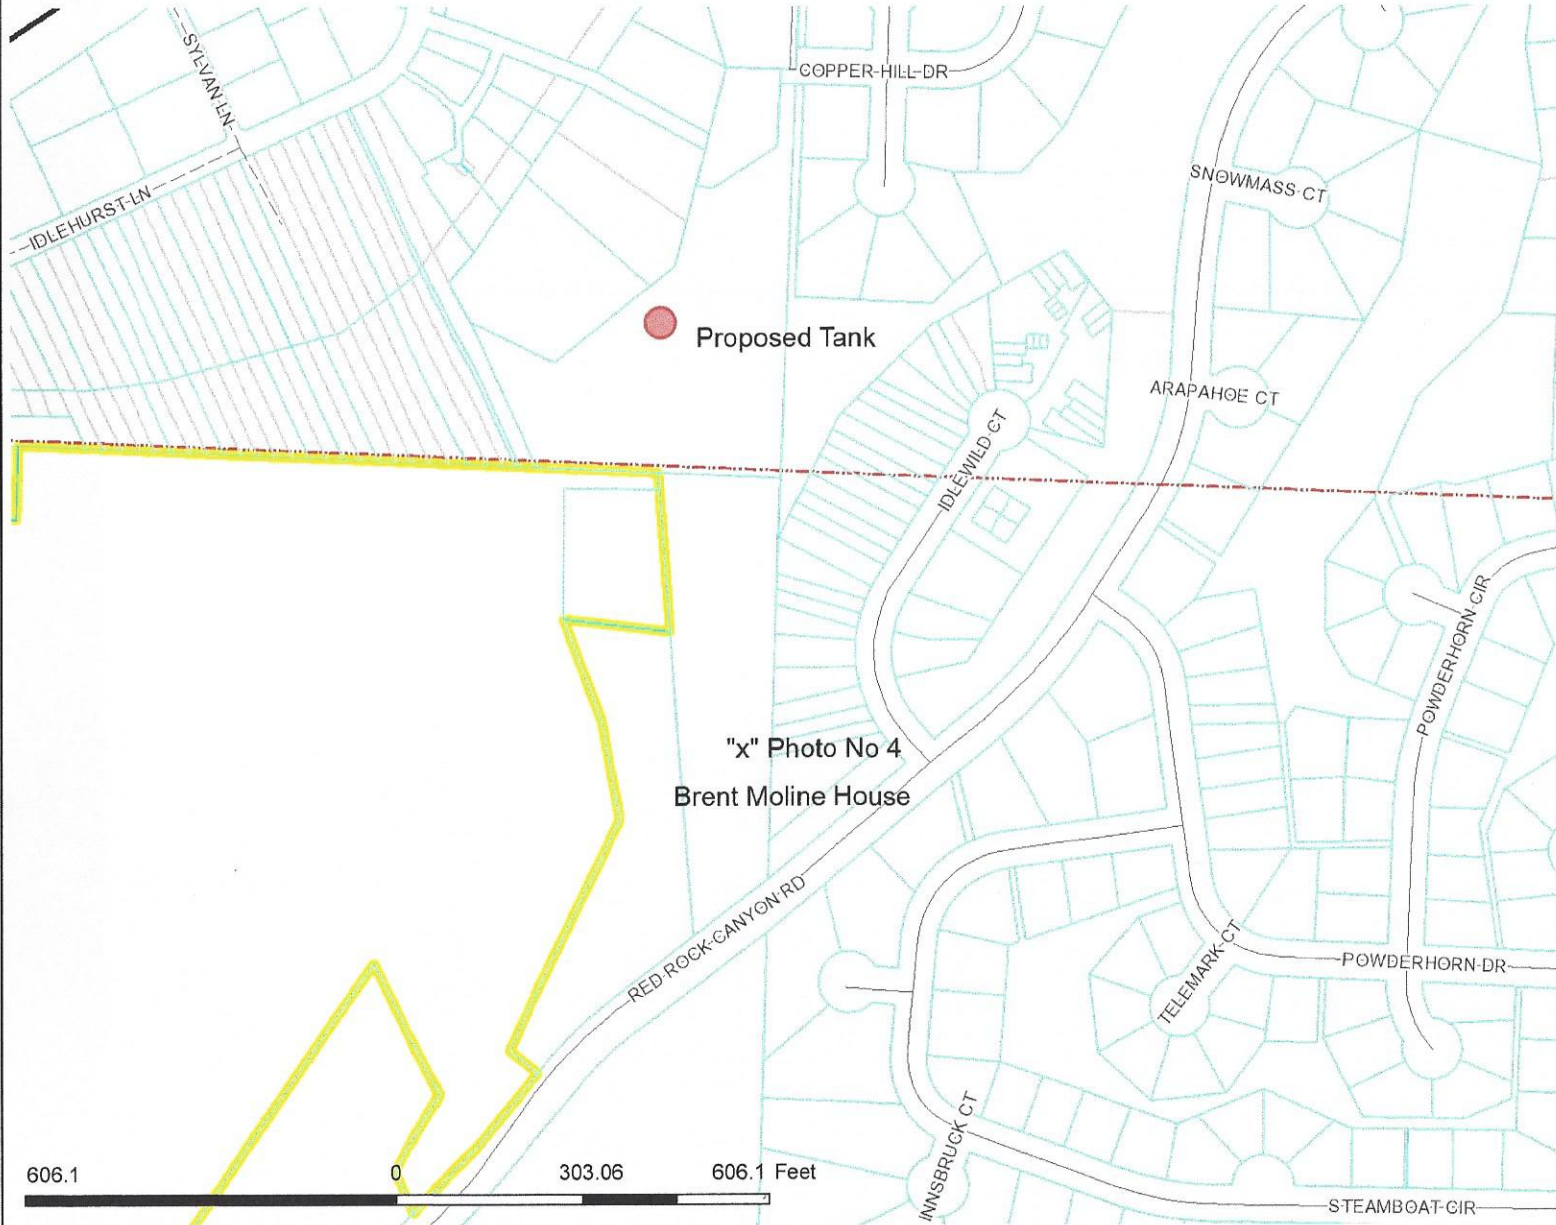 SYLVAN LN
COPPER HILL DR
IDLEHURST LN
SNOWMASS CT
Proposed Tank
ARAPAHOE CT
IDLEWILD CT
POWDERHORN CIR
"x" Photo No 4
Brent Moline House
RED ROCK CANYON RD
TELEMARK CT
POWDERHORN DR
INNSBRUCK CT
606.1 0 303.06 606.1 Feet
STEAMBOAT CIR